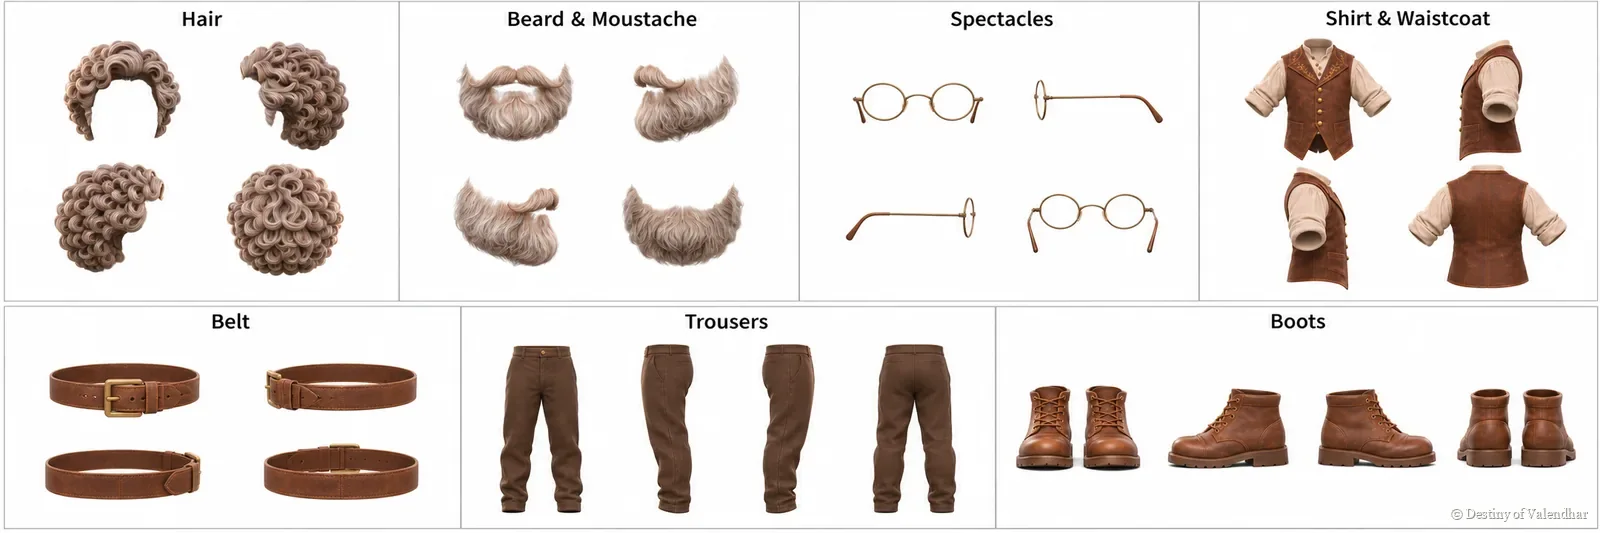 Hair
Beard & Moustache
Spectacles
Shirt & Waistcoat
Belt
Trousers
Boots
© Destiny of Valendhar